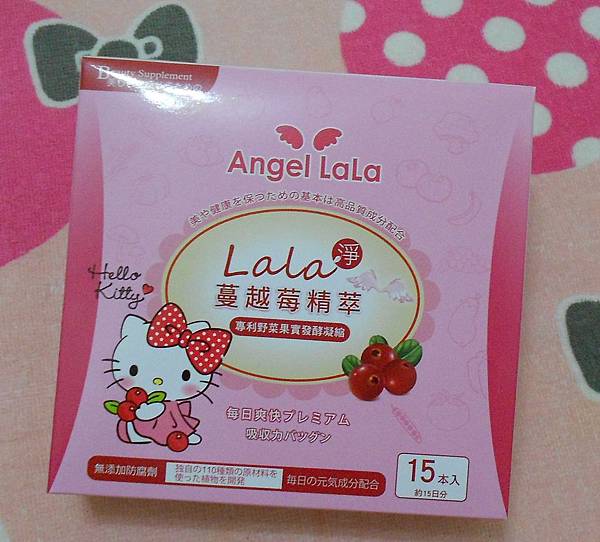 Beauty Supplement
Angel LaLa
美や健康を保つための基本は高品質成分配合
Lala 淨
蔓越莓精萃
專利野菜果實發酵凝縮
Hello
Kitty
毎日爽快プレミアム
吸収力バツグン
無添加防腐劑
独自の110種類の原材料を
使った植物を開発
毎日の元気成分配合
15本入
約15日分